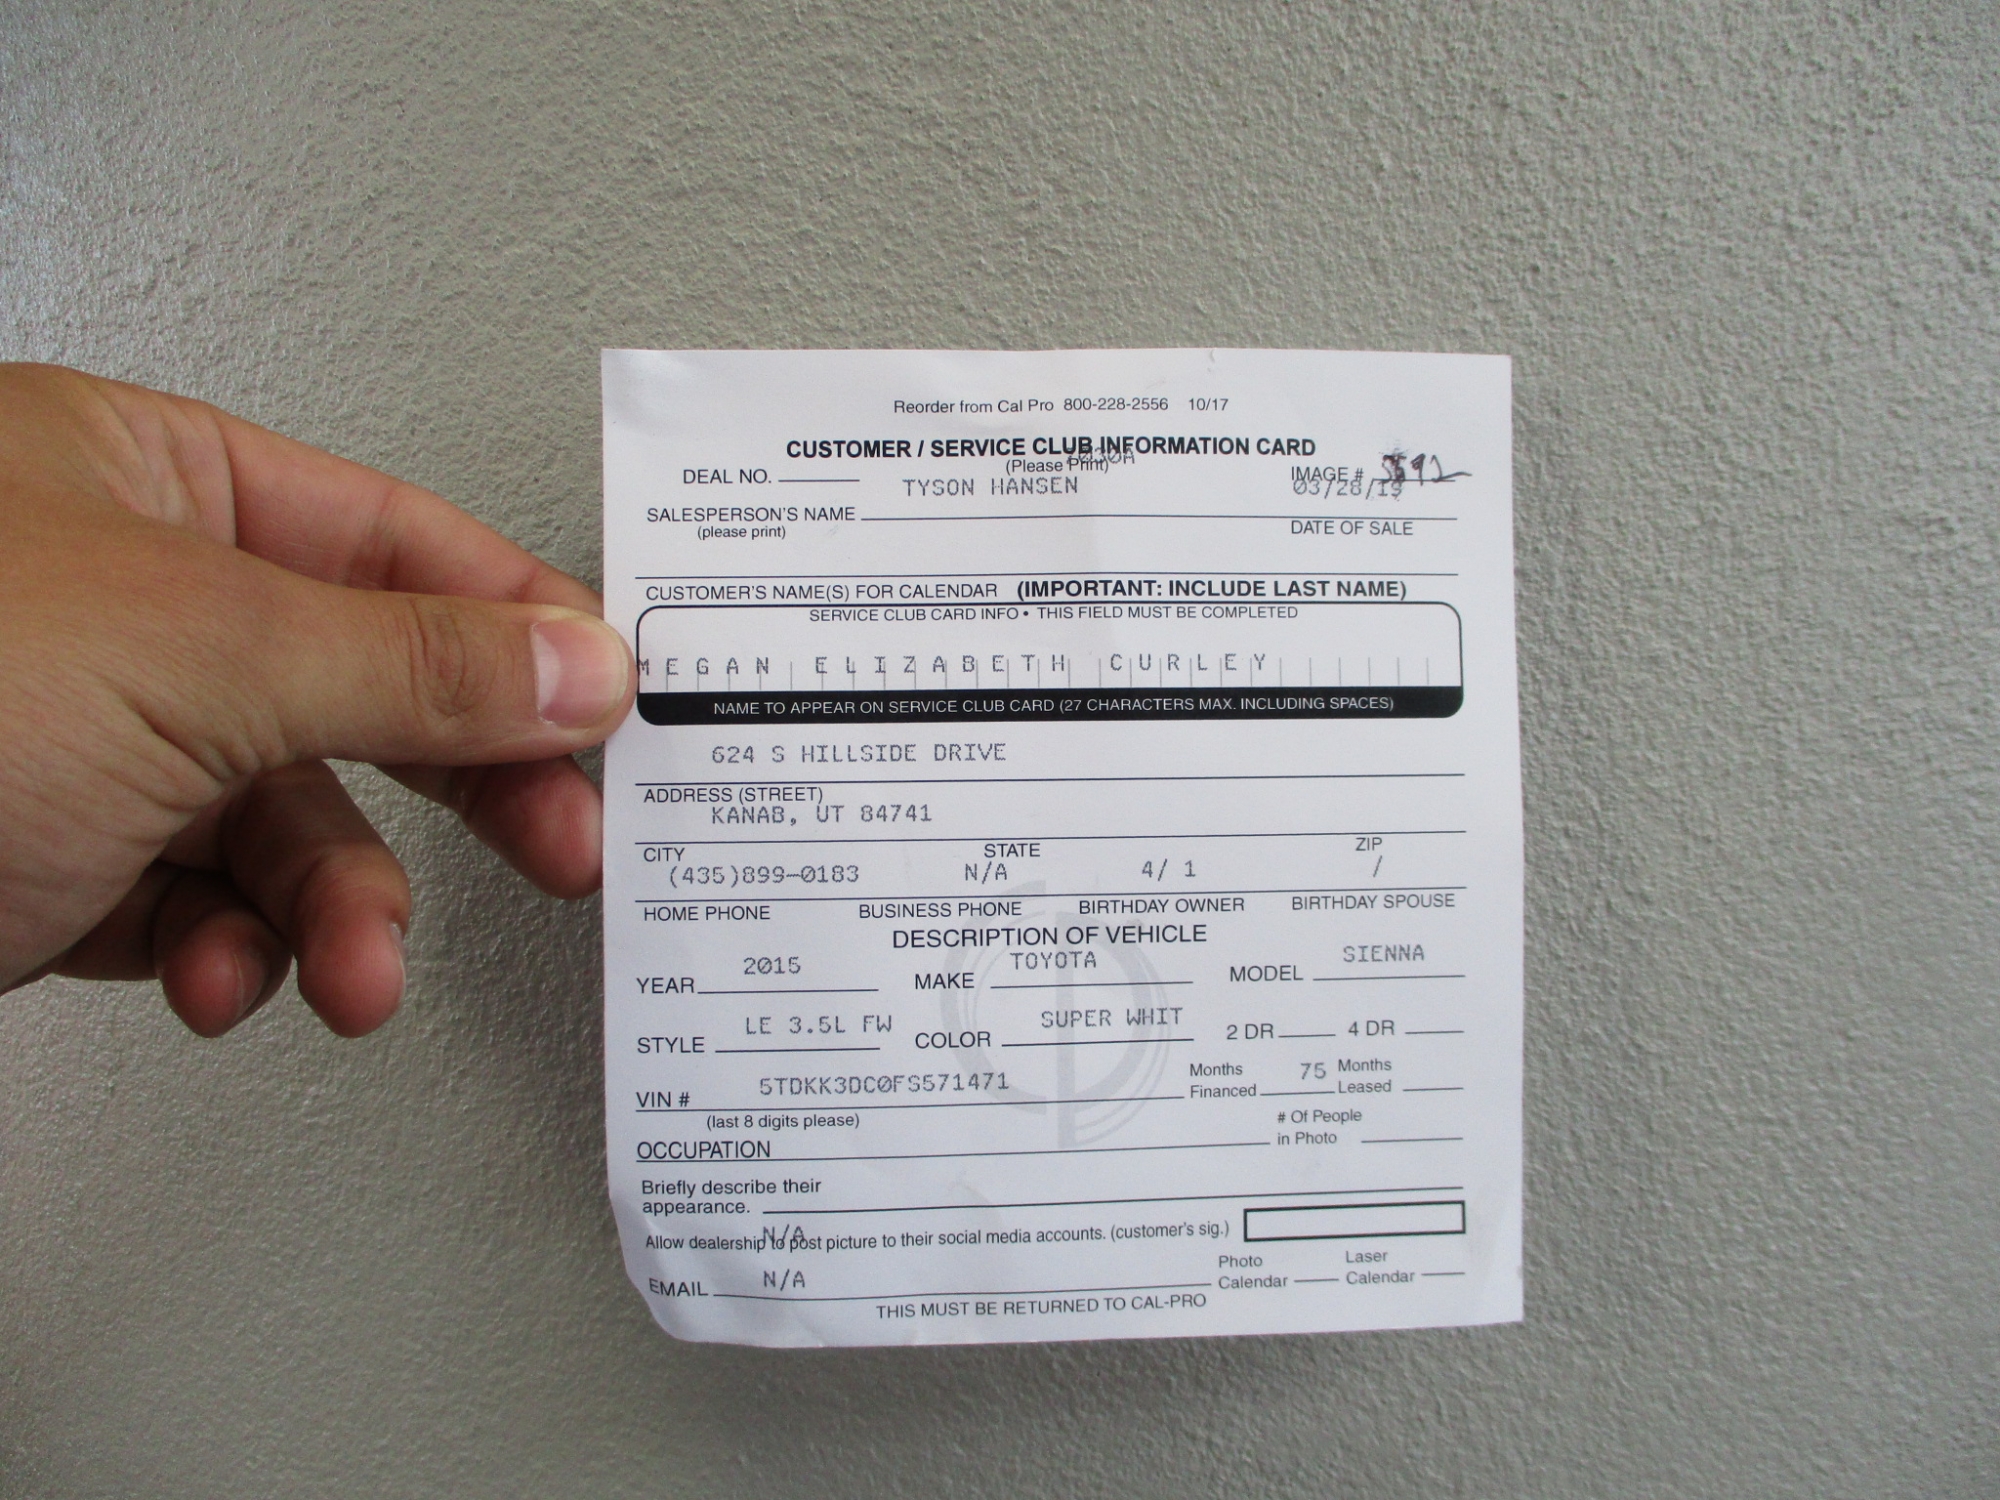 Reorder from Cal Pro 800-228-2556 10/17
CUSTOMER / SERVICE CLUB INFORMATION CARD
(Please Print)
DEAL NO. IMAGE #
TYSON HANSEN 03/28/19
SALESPERSON'S NAME
(please print) DATE OF SALE
CUSTOMER'S NAME(S) FOR CALENDAR (IMPORTANT: INCLUDE LAST NAME)
SERVICE CLUB CARD INFO • THIS FIELD MUST BE COMPLETED
MEGAN ELIZABETH CURLEY
NAME TO APPEAR ON SERVICE CLUB CARD (27 CHARACTERS MAX. INCLUDING SPACES)
624 S HILLSIDE DRIVE
ADDRESS (STREET)
KANAB, UT 84741
CITY STATE ZIP
(435)899-0183 N/A 4/ 1 /
HOME PHONE BUSINESS PHONE BIRTHDAY OWNER BIRTHDAY SPOUSE
DESCRIPTION OF VEHICLE
YEAR 2015 MAKE TOYOTA MODEL SIENNA
STYLE LE 3.5L FW COLOR SUPER WHIT 2 DR 4 DR
VIN # 5TDKK3DC0FS571471 Months Financed 75 Months Leased
(last 8 digits please) # Of People
OCCUPATION in Photo
Briefly describe their
appearance.
N/A
Allow dealership to post picture to their social media accounts. (customer's sig.)
EMAIL N/A Photo Calendar Laser Calendar
THIS MUST BE RETURNED TO CAL-PRO